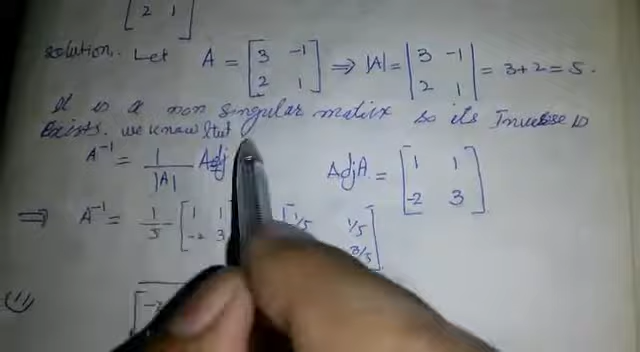 [2 1]
solution. Let A = [3 -1 2 1] ⇒ |A| = |3 -1 2 1| = 3+2 = 5.
It is a non singular matrix so its Inverse is
exists. we know that
A⁻¹ = 1/|A| Adj AdjA. = [1 1 -2 3]
⇒ A⁻¹ = 1/5 [1 1 -2 3 1/5 1/5 3/5]